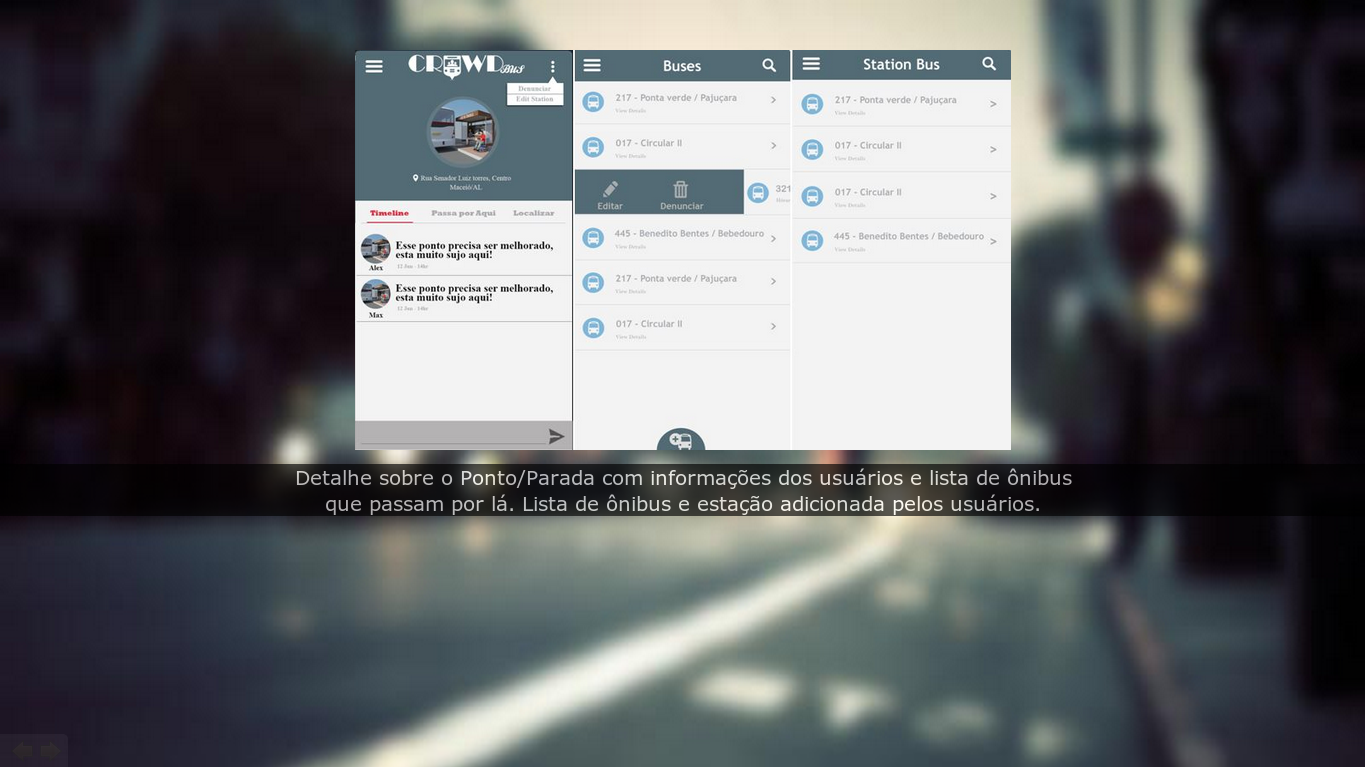 CROWD Bus
Denunciar
Edit Station
Rua Senador Luiz torres, Centro
Maceió/AL
Timeline Passa por Aqui Localizar
Esse ponto precisa ser melhorado,
esta muito sujo aqui!
12 Jan - 14hr
Alex
Esse ponto precisa ser melhorado,
esta muito sujo aqui!
12 Jan - 14hr
Max
Buses
217 - Ponta verde / Pajuçara
View Details
017 - Circular II
View Details
Editar Denunciar
321
445 - Benedito Bentes / Bebedouro
View Details
217 - Ponta verde / Pajuçara
View Details
017 - Circular II
View Details
Station Bus
217 - Ponta verde / Pajuçara
View Details
017 - Circular II
View Details
017 - Circular II
View Details
445 - Benedito Bentes / Bebedouro
View Details
Detalhe sobre o Ponto/Parada com informações dos usuários e lista de ônibus
que passam por lá. Lista de ônibus e estação adicionada pelos usuários.